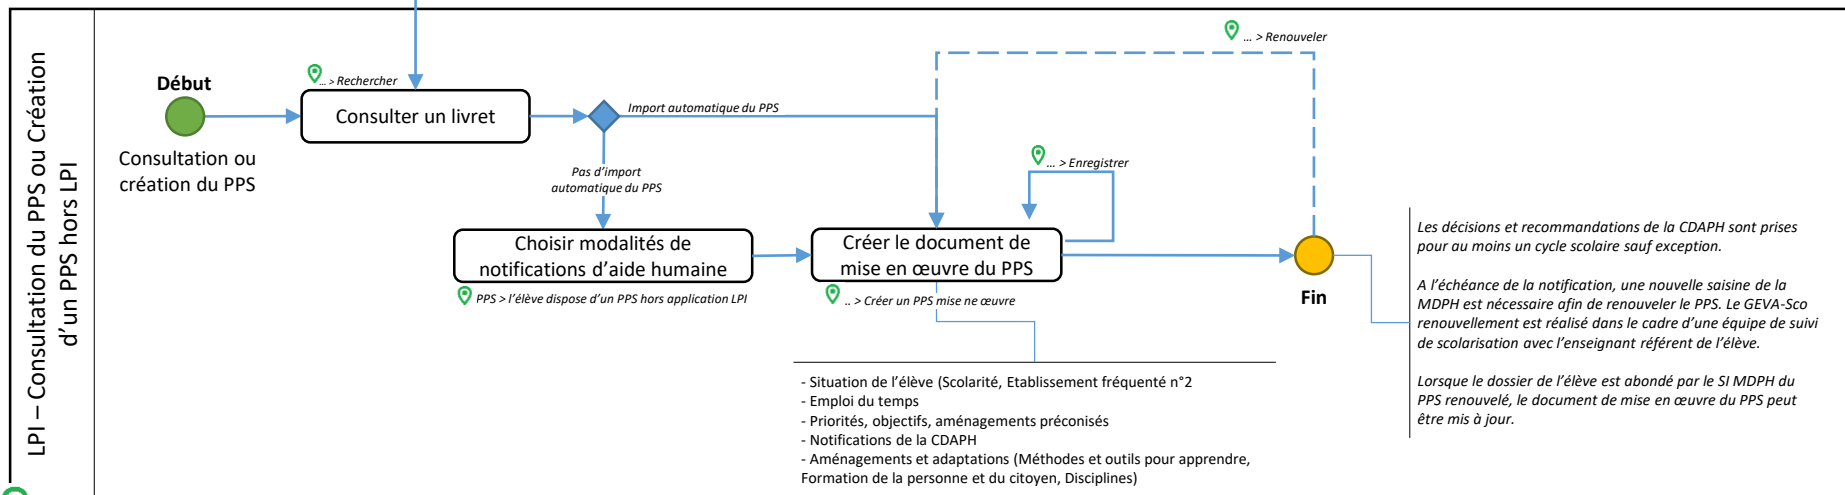 LPI – Consultation du PPS ou Création
d’un PPS hors LPI
Début
Consultation ou
création du PPS
... > Rechercher
Consulter un livret
Import automatique du PPS
Pas d’import
automatique du PPS
... > Renouveler
... > Enregistrer
Choisir modalités de
notifications d’aide humaine
PPS > l’élève dispose d’un PPS hors application LPI
Créer le document de
mise en œuvre du PPS
.. > Créer un PPS mise ne œuvre
Fin
- Situation de l’élève (Scolarité, Etablissement fréquenté n°2
- Emploi du temps
- Priorités, objectifs, aménagements préconisés
- Notifications de la CDAPH
- Aménagements et adaptations (Méthodes et outils pour apprendre,
Formation de la personne et du citoyen, Disciplines)
Les décisions et recommandations de la CDAPH sont prises
pour au moins un cycle scolaire sauf exception.
A l’échéance de la notification, une nouvelle saisine de la
MDPH est nécessaire afin de renouveler le PPS. Le GEVA-Sco
renouvellement est réalisé dans le cadre d’une équipe de suivi
de scolarisation avec l’enseignant référent de l’élève.
Lorsque le dossier de l’élève est abondé par le SI MDPH du
PPS renouvelé, le document de mise en œuvre du PPS peut
être mis à jour.